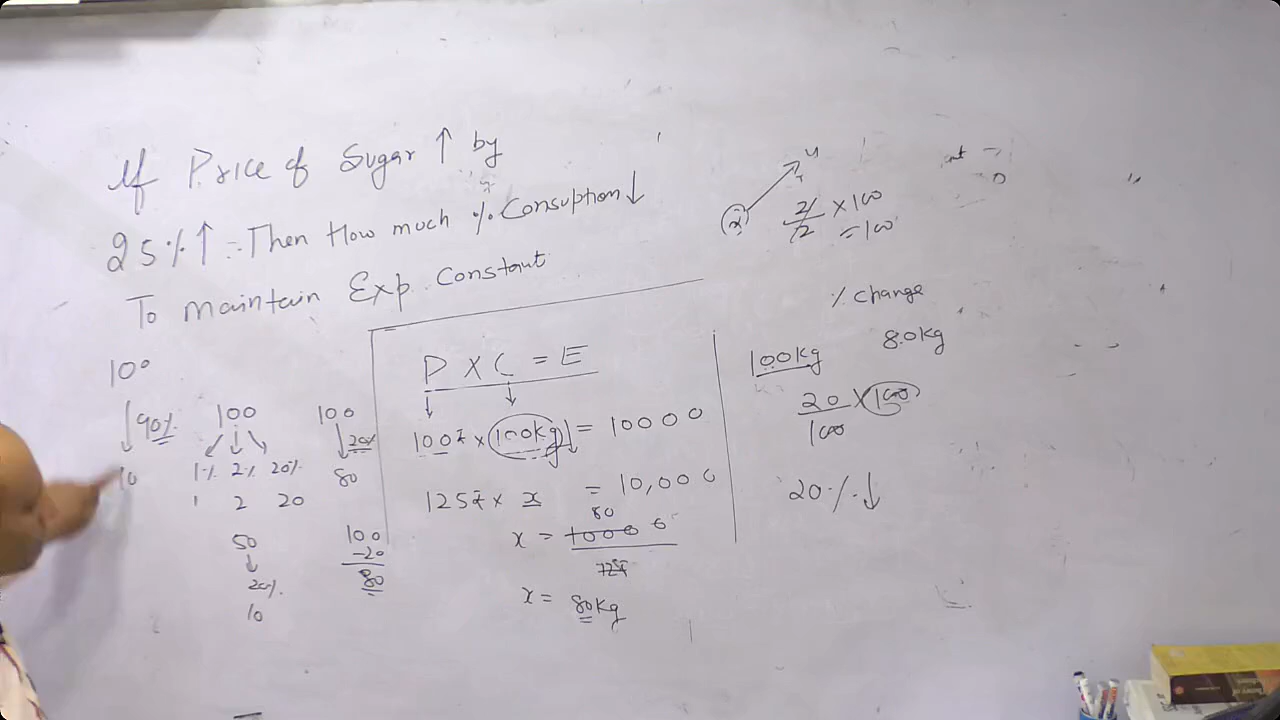 If Price of Sugar ↑ by
25%↑ Then How much % Consuption↓
To maintain Exp. Constant
100
↓90%
10
100
1% 2% 20%
1 2 20
50
↓
20%
10
100
↓20%
80
100
-20
80
P X C = E
100₹ × 100kg↓ = 10000
125₹ × x = 10,000
80
x = 10000
x = 80kg
2
4
2/2 ×100
=100
% Change
100kg 80kg
20 × 100
100
20%↓